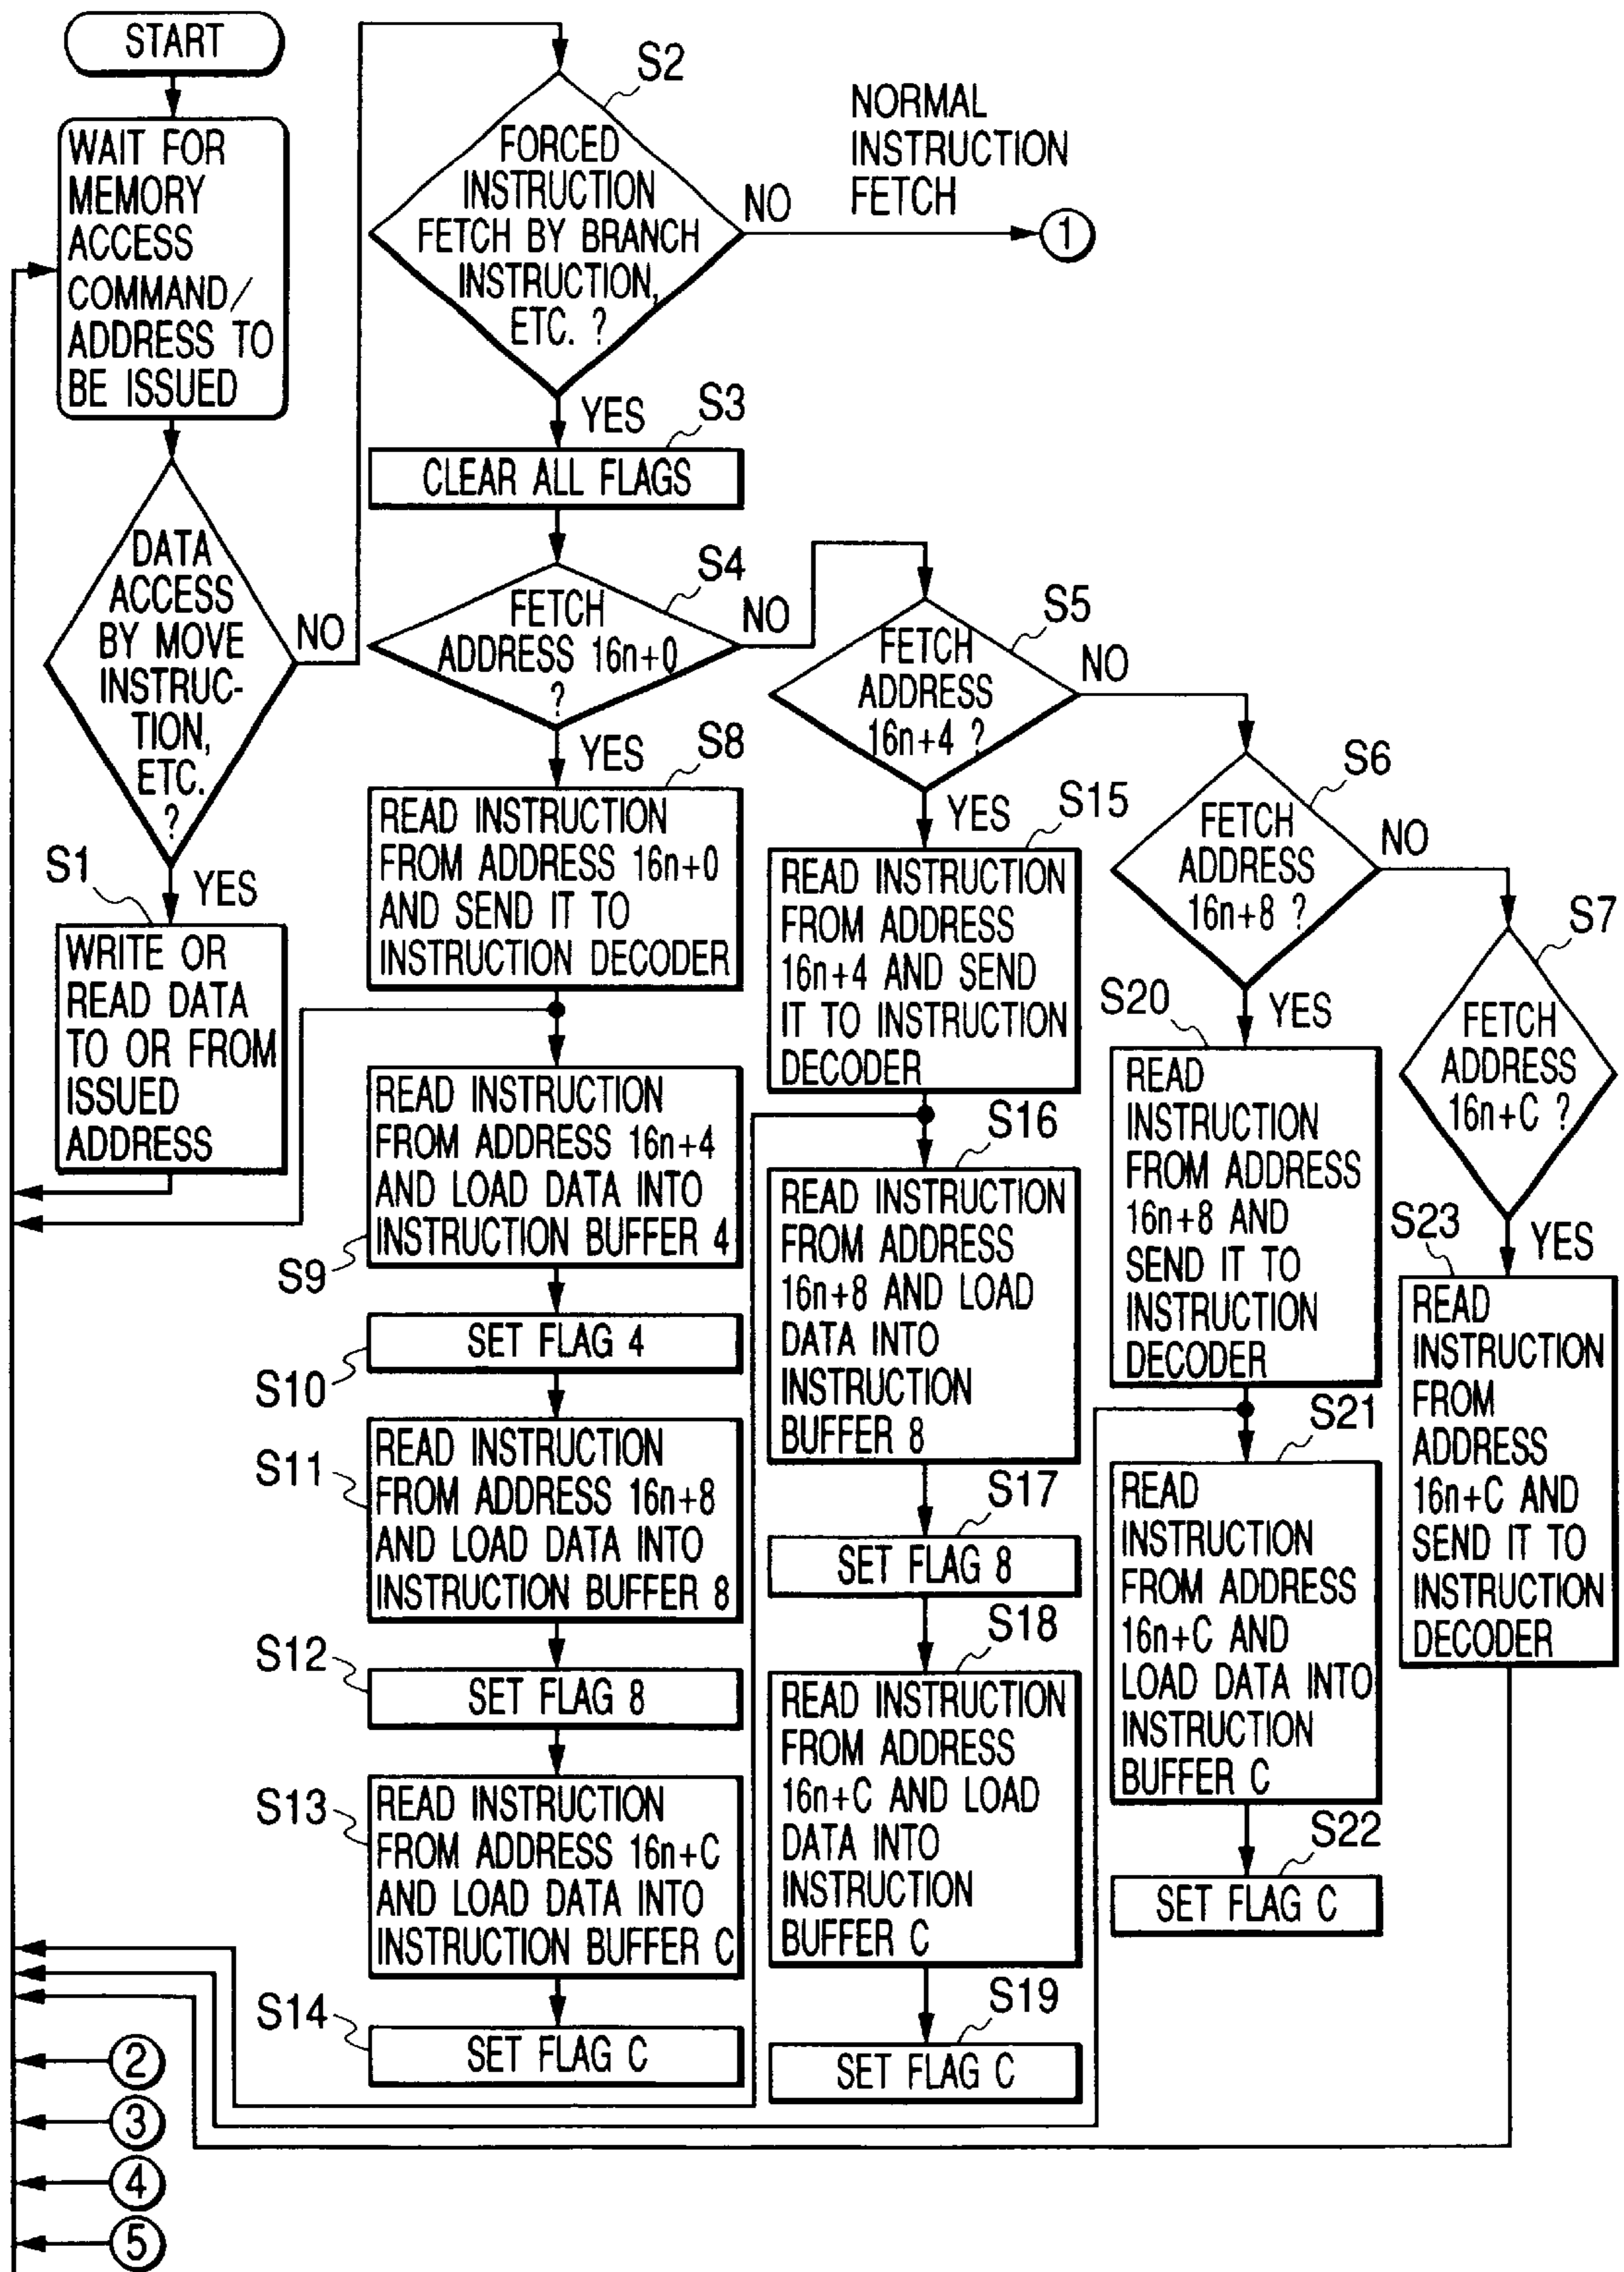 START
WAIT FOR
MEMORY
ACCESS
COMMAND/
ADDRESS TO
BE ISSUED
DATA
ACCESS
BY MOVE
INSTRUC-
TION,
ETC.
?
NO
YES
S1
WRITE OR
READ DATA
TO OR FROM
ISSUED
ADDRESS
S2
FORCED
INSTRUCTION
FETCH BY BRANCH
INSTRUCTION,
ETC. ?
NO
NORMAL
INSTRUCTION
FETCH
1
YES
S3
CLEAR ALL FLAGS
S4
FETCH
ADDRESS 16n+0
?
NO
YES
S8
READ INSTRUCTION
FROM ADDRESS 16n+0
AND SEND IT TO
INSTRUCTION DECODER
READ INSTRUCTION
FROM ADDRESS 16n+4
AND LOAD DATA INTO
INSTRUCTION BUFFER 4
S9
SET FLAG 4
S10
READ INSTRUCTION
FROM ADDRESS 16n+8
AND LOAD DATA INTO
INSTRUCTION BUFFER 8
S11
S12
SET FLAG 8
S13
READ INSTRUCTION
FROM ADDRESS 16n+C
AND LOAD DATA INTO
INSTRUCTION BUFFER C
S14
SET FLAG C
S5
FETCH
ADDRESS
16n+4 ?
NO
YES
S15
READ INSTRUCTION
FROM ADDRESS
16n+4 AND SEND
IT TO INSTRUCTION
DECODER
S16
READ INSTRUCTION
FROM ADDRESS
16n+8 AND LOAD
DATA INTO
INSTRUCTION
BUFFER 8
S17
SET FLAG 8
S18
READ INSTRUCTION
FROM ADDRESS
16n+C AND LOAD
DATA INTO
INSTRUCTION
BUFFER C
S19
SET FLAG C
S6
FETCH
ADDRESS
16n+8 ?
NO
YES
S20
READ
INSTRUCTION
FROM ADDRESS
16n+8 AND
SEND IT TO
INSTRUCTION
DECODER
S21
READ
INSTRUCTION
FROM ADDRESS
16n+C AND
LOAD DATA INTO
INSTRUCTION
BUFFER C
S22
SET FLAG C
S7
FETCH
ADDRESS
16n+C ?
YES
S23
READ
INSTRUCTION
FROM
ADDRESS
16n+C AND
SEND IT TO
INSTRUCTION
DECODER
2
3
4
5